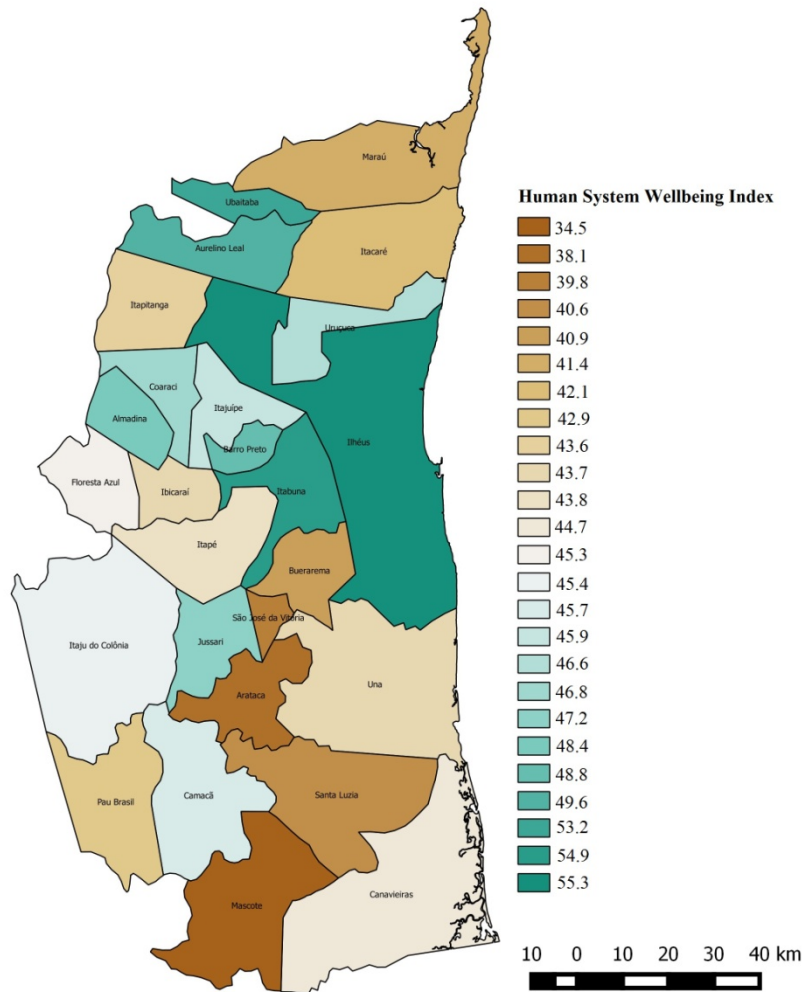 Maraú
Ubaitaba
Aurelino Leal
Itacaré
Itapitanga
Uruçuca
Coaraci
Itajuípe
Almadina
Barro Preto
Ilhéus
Floresta Azul
Ibicaraí
Itabuna
Itapé
Buerarema
São José da Vitória
Itaju do Colônia
Jussari
Una
Arataca
Pau Brasil
Camacã
Santa Luzia
Mascote
Canavieiras
Human System Wellbeing Index
34.5
38.1
39.8
40.6
40.9
41.4
42.1
42.9
43.6
43.7
43.8
44.7
45.3
45.4
45.7
45.9
46.6
46.8
47.2
48.4
48.8
49.6
53.2
54.9
55.3
10 0 10 20 30 40 km